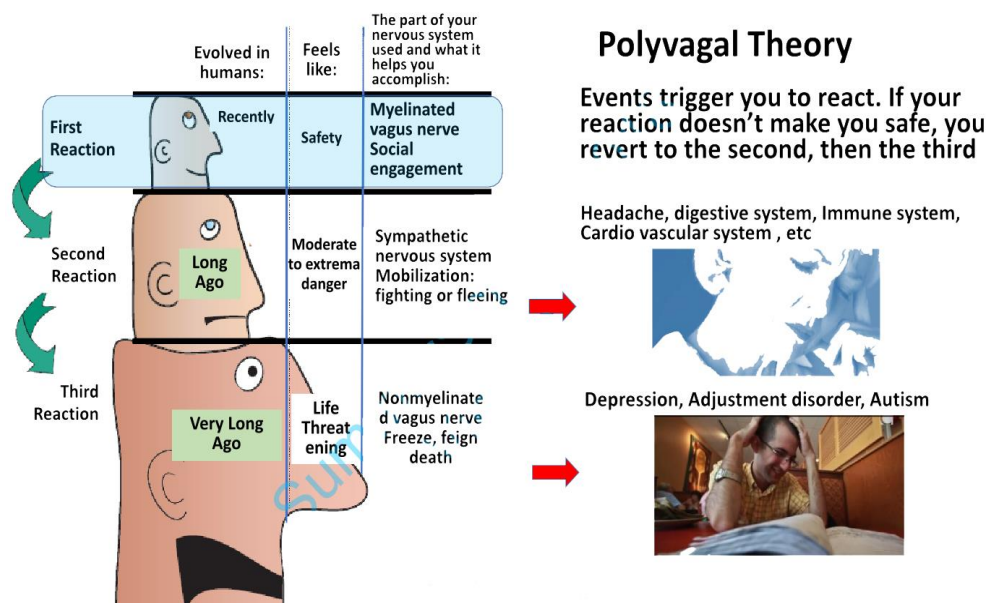 Polyvagal Theory
Events trigger you to react. If your
reaction doesn't make you safe, you
revert to the second, then the third
Evolved in
humans:
Feels
like:
The part of your
nervous system
used and what it
helps you
accomplish:
First
Reaction
Recently
Safety
Myelinated
vagus nerve
Social
engagement
Second
Reaction
Long
Ago
Moderate
to extrema
danger
Sympathetic
nervous system
Mobilization:
fighting or fleeing
Headache, digestive system, Immune system,
Cardio vascular system , etc
Third
Reaction
Very Long
Ago
Life
Threat
ening
Nonmyelinate
d vagus nerve
Freeze, feign
death
Depression, Adjustment disorder, Autism
Sum